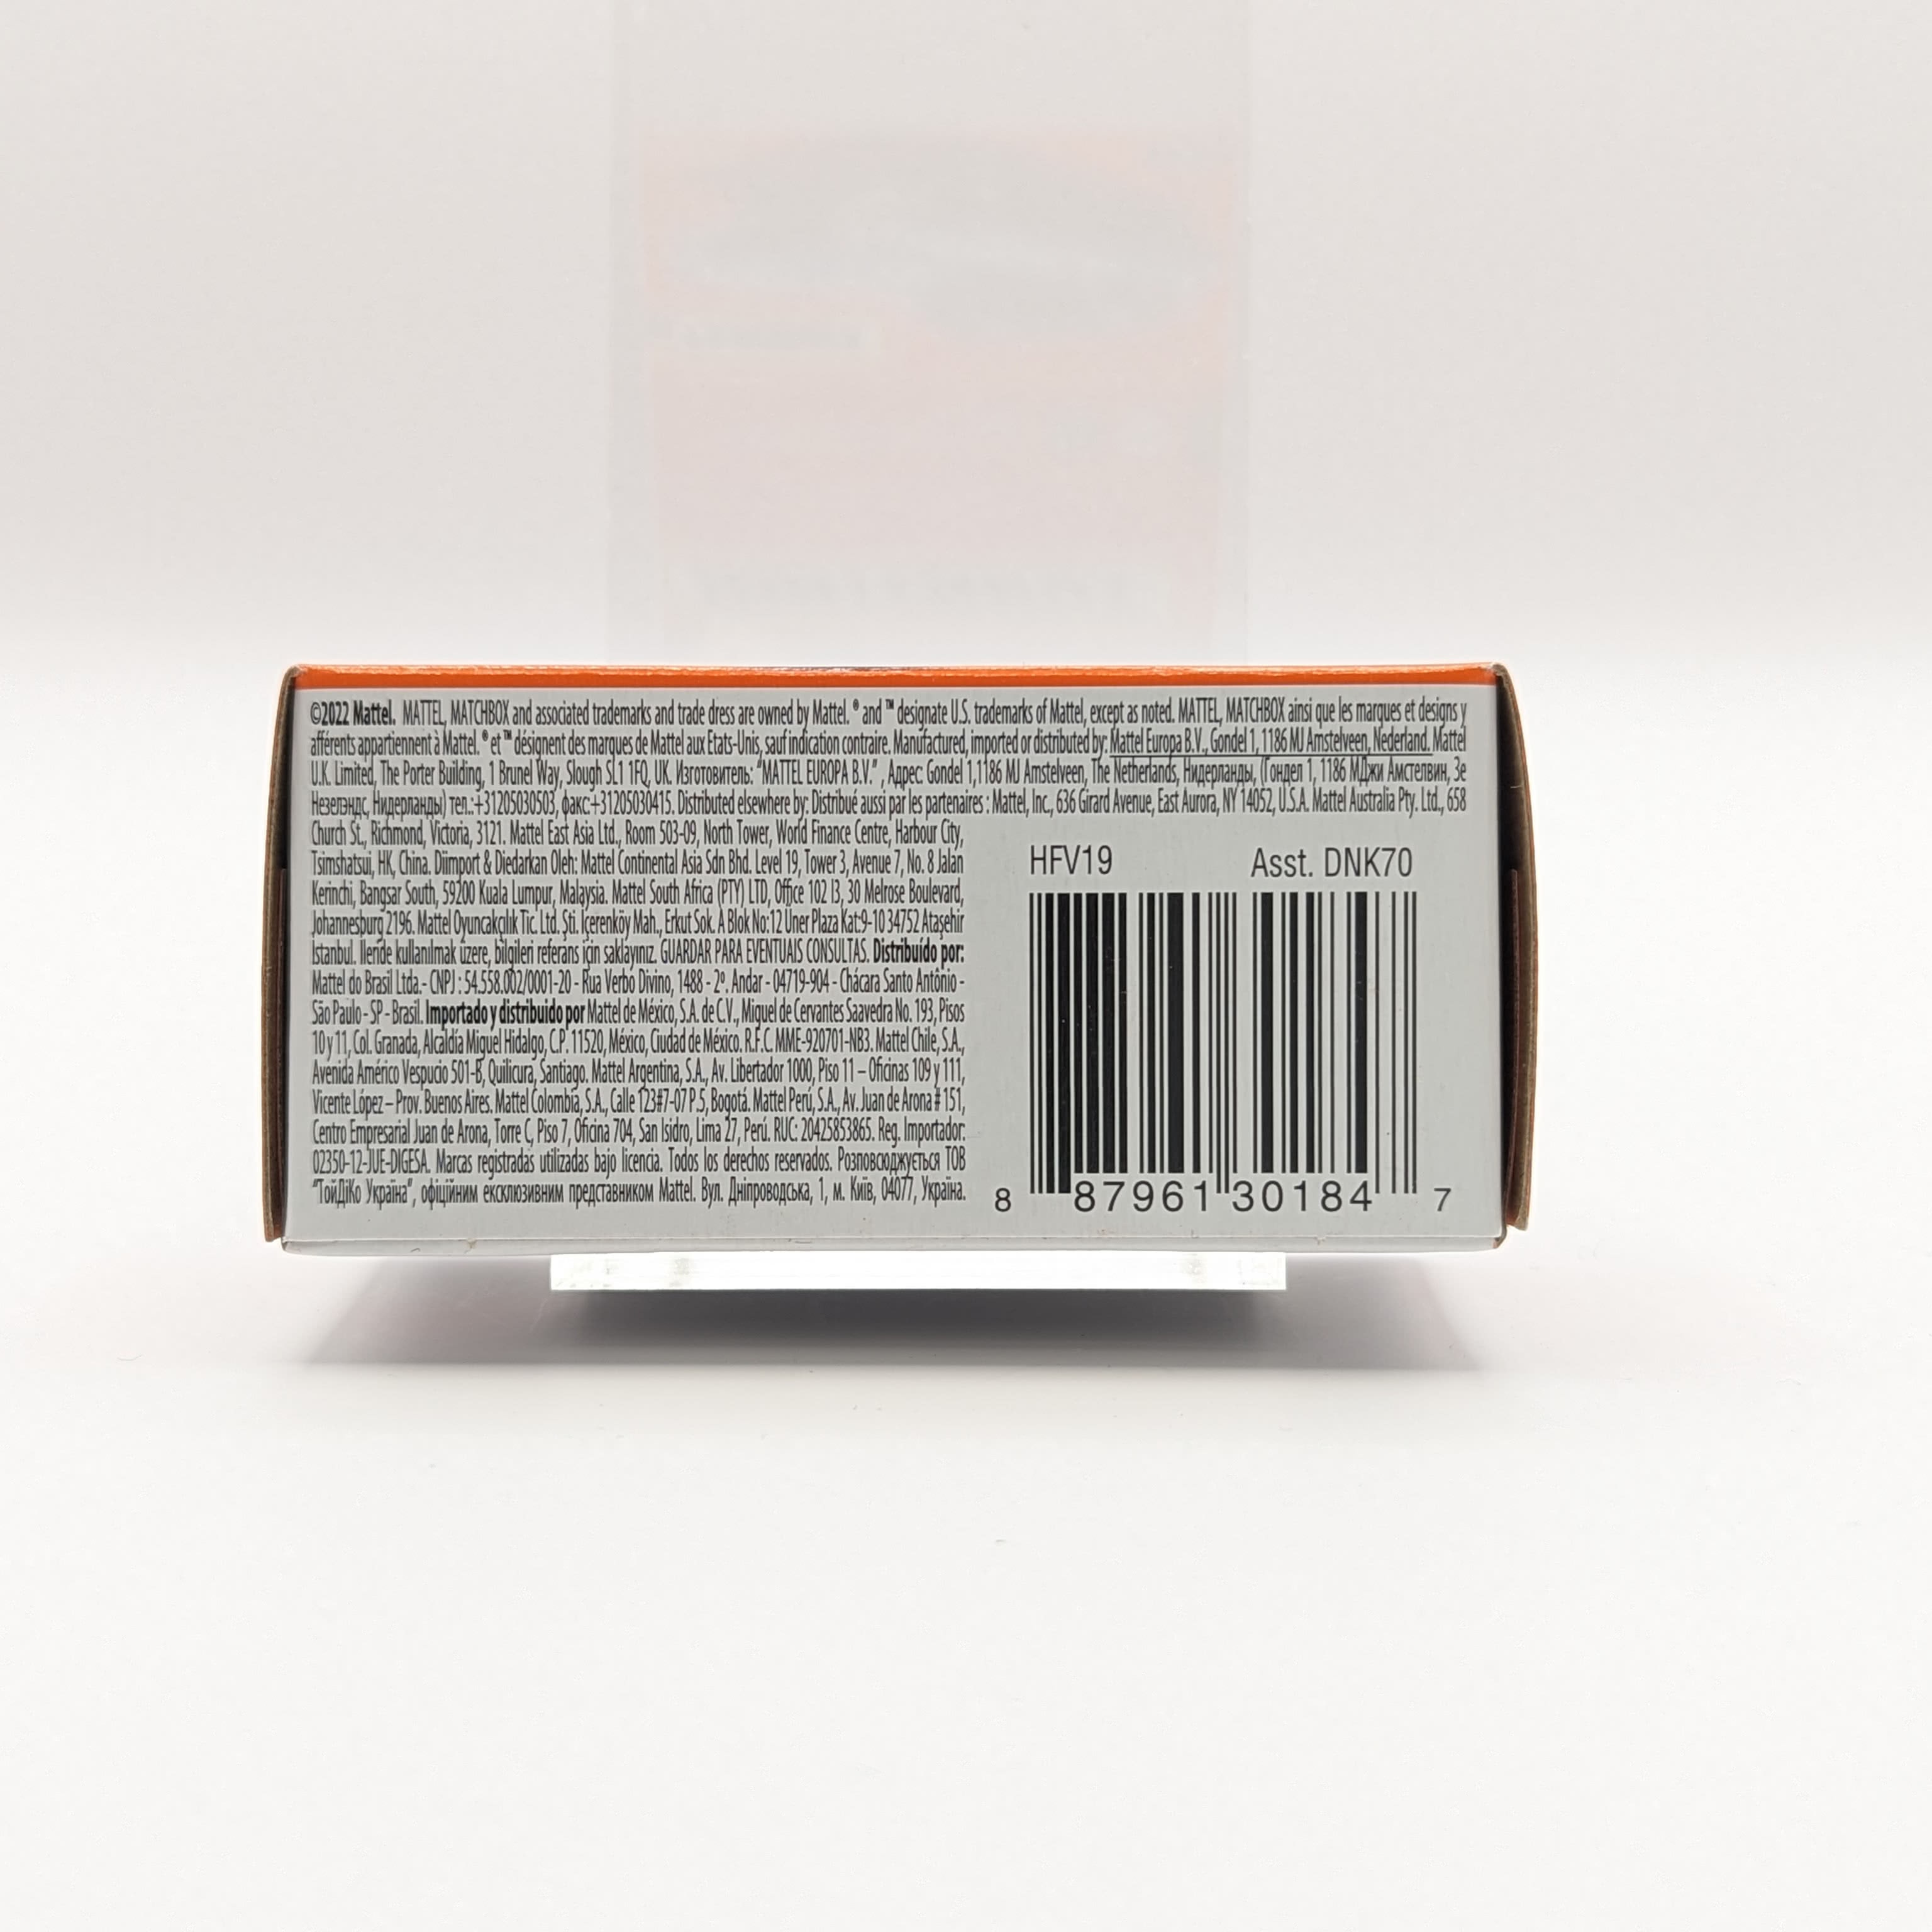 ©2022 Mattel. MATTEL, MATCHBOX and associated trademarks and trade dress are owned by Mattel. ® and ™ designate U.S. trademarks of Mattel, except as noted. MATTEL, MATCHBOX ainsi que les marques et designs y
afférents appartiennent à Mattel. ® et ™ désignent des marques de Mattel aux Etats-Unis, sauf indication contraire. Manufactured, imported or distributed by: Mattel Europa B.V., Gondel 1, 1186 MJ Amstelveen, Nederland. Mattel
U.K. Limited, The Porter Building, 1 Brunel Way, Slough SL1 1FQ, UK. Изготовитель: "MATTEL EUROPA B.V." , Адрес: Gondel 1,1186 MJ Amstelveen, The Netherlands, Нидерланды, (Гондел 1, 1186 МДжи Амстелвин, Зе
Незелэндс, Нидерланды) тел.:+31205030503, факс:+31205030415. Distributed elsewhere by: Distribué aussi par les partenaires : Mattel, Inc., 636 Girard Avenue, East Aurora, NY 14052, U.S.A. Mattel Australia Pty. Ltd., 658
Church St., Richmond, Victoria, 3121. Mattel East Asia Ltd., Room 503-09, North Tower, World Finance Centre, Harbour City,
Tsimshatsui, HK, China. Diimport & Diedarkan Oleh: Mattel Continental Asia Sdn Bhd. Level 19, Tower 3, Avenue 7, No. 8 Jalan
Kerinchi, Bangsar South, 59200 Kuala Lumpur, Malaysia. Mattel South Africa (PTY) LTD, Office 102 I3, 30 Melrose Boulevard,
Johannesburg 2196. Mattel Oyuncakçılık Tic. Ltd. Şti. İçerenköy Mah., Erkut Sok. A Blok No:12 Üner Plaza Kat:9-10 34752 Ataşehir
İstanbul. İleride kullanılmak üzere, bilgileri referans için saklayınız. GUARDAR PARA EVENTUAIS CONSULTAS. Distribuído por:
Mattel do Brasil Ltda.- CNPJ : 54.558.002/0001-20 - Rua Verbo Divino, 1488 - 2º. Andar - 04719-904 - Chácara Santo Antônio -
São Paulo - SP - Brasil. Importado y distribuido por Mattel de México, S.A. de C.V., Miguel de Cervantes Saavedra No. 193, Pisos
10 y 11, Col. Granada, Alcaldía Miguel Hidalgo, C.P. 11520, México, Ciudad de México. R.F.C. MME-920701-NB3. Mattel Chile, S.A.,
Avenida Américo Vespucio 501-B, Quilicura, Santiago. Mattel Argentina, S.A., Av. Libertador 1000, Piso 11 – Oficinas 109 y 111,
Vicente López – Prov. Buenos Aires. Mattel Colombia, S.A., Calle 123#7-07 P.5, Bogotá. Mattel Perú, S.A., Av. Juan de Arona # 151,
Centro Empresarial Juan de Arona, Torre C, Piso 7, Oficina 704, San Isidro, Lima 27, Perú. RUC: 20425853865. Reg. Importador:
02350-12-JUE-DIGESA. Marcas registradas utilizadas bajo licencia. Todos los derechos reservados. Розповсюджується ТОВ
"ТойДіКо Україна", офіційним ексклюзивним представником Mattel. Вул. Дніпроводська, 1, м. Київ, 04077, Україна.
HFV19 Asst. DNK70
8 87961 30184 7